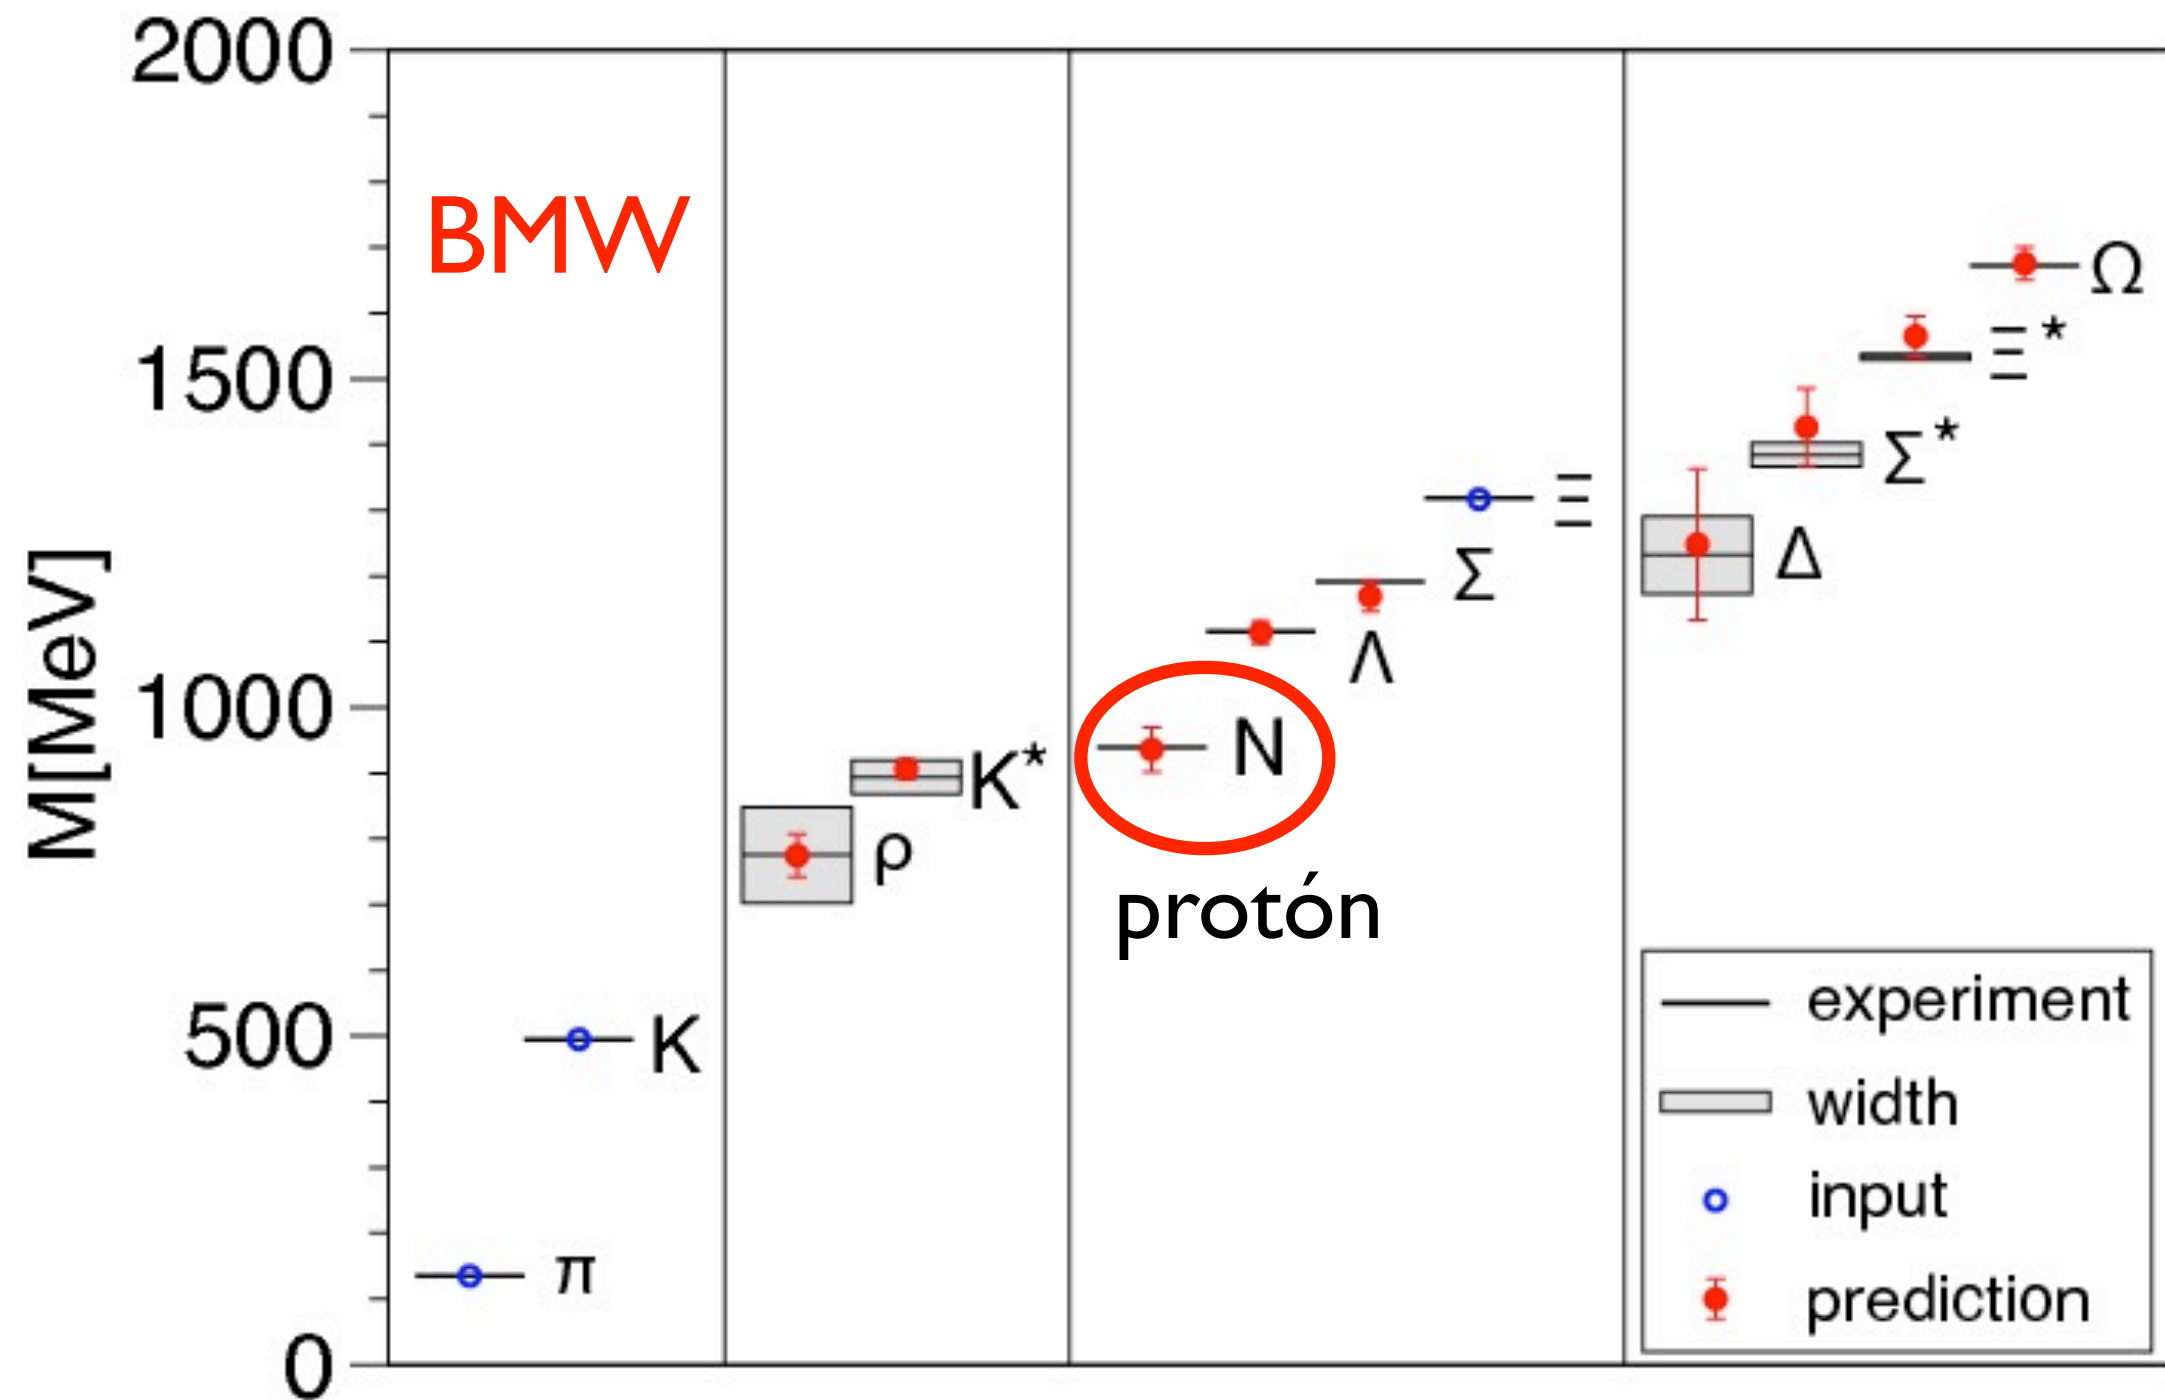 2000
1500
1000
500
0
M[MeV]
BMW
π
K
ρ
K*
N
protón
Λ
Σ
Ξ
Δ
Σ*
Ξ*
Ω
experiment
width
input
prediction